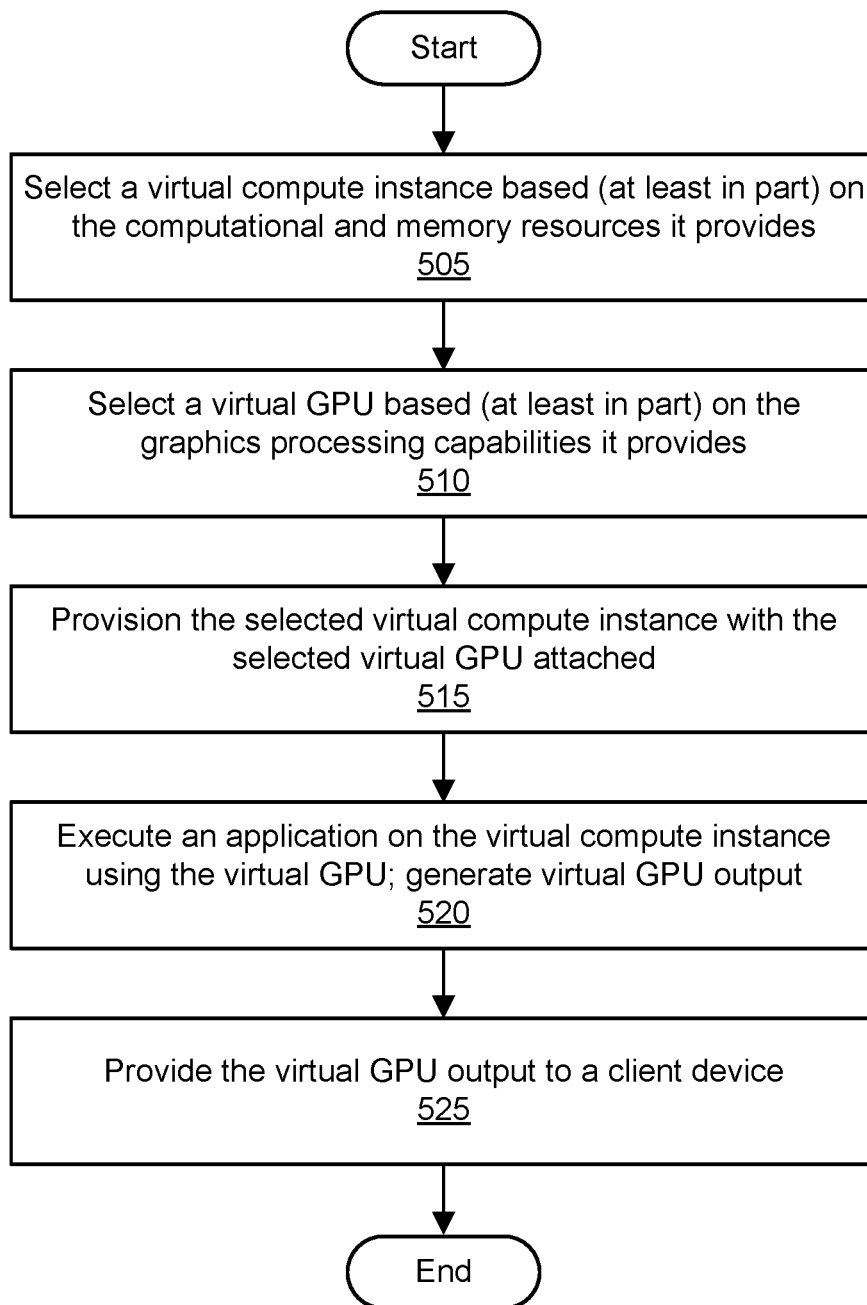 Start
Select a virtual compute instance based (at least in part) on
the computational and memory resources it provides
505
Select a virtual GPU based (at least in part) on the
graphics processing capabilities it provides
510
Provision the selected virtual compute instance with the
selected virtual GPU attached
515
Execute an application on the virtual compute instance
using the virtual GPU; generate virtual GPU output
520
Provide the virtual GPU output to a client device
525
End